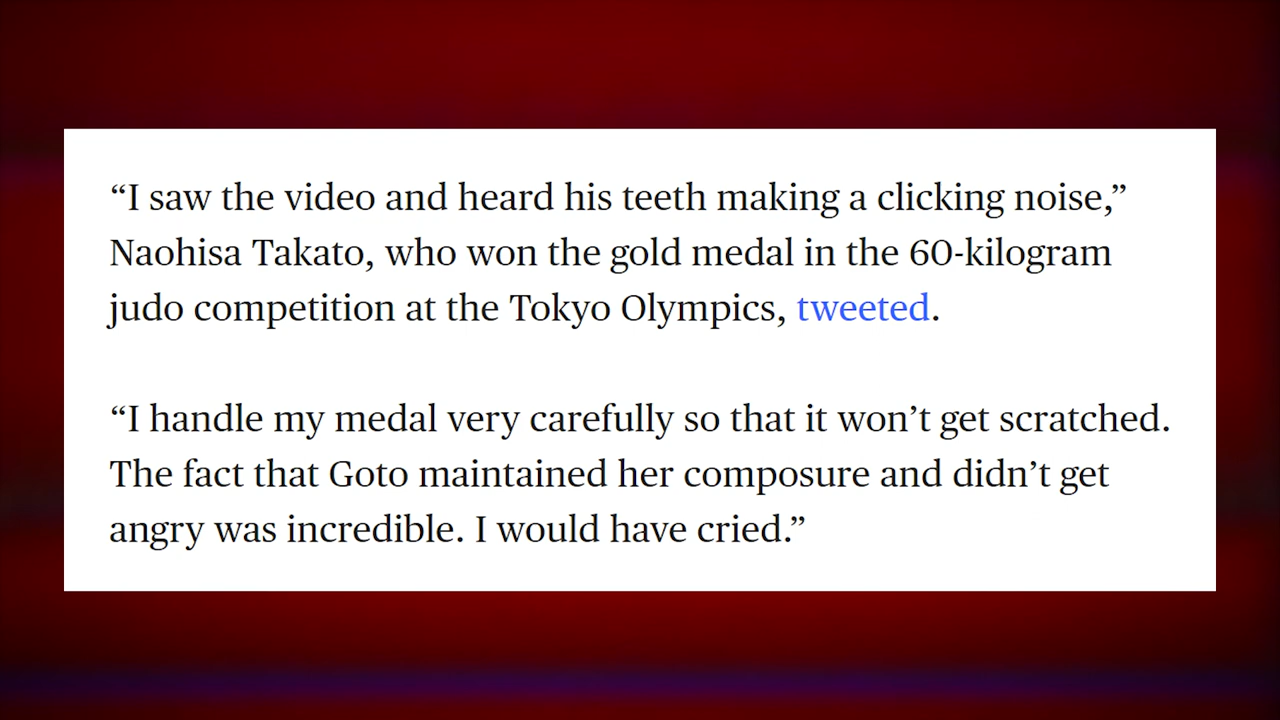 “I saw the video and heard his teeth making a clicking noise,”
Naohisa Takato, who won the gold medal in the 60-kilogram
judo competition at the Tokyo Olympics, tweeted.
“I handle my medal very carefully so that it won’t get scratched.
The fact that Goto maintained her composure and didn’t get
angry was incredible. I would have cried.”